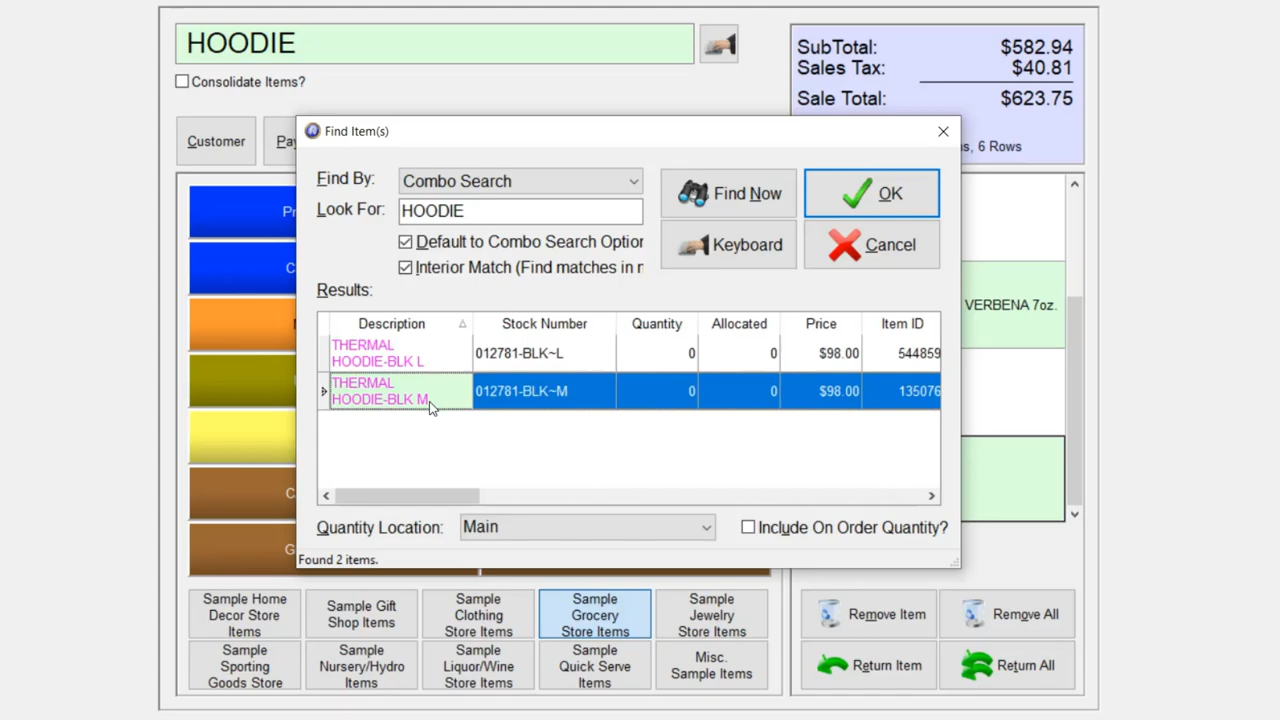 HOODIE
Consolidate Items?
SubTotal: $582.94
Sales Tax: $40.81
Sale Total: $623.75
Rows
6
Customer
Find Item(s)
Find By: Combo Search
Look For: HOODIE
Default to Combo Search
Interior Match (Find matches in
Find Now
OK
Keyboard
Cancel
Results:
Description Stock Number Quantity Allocated Price Item ID
THERMAL
HOODIE-BLK L 012781-BLK~L 0 0 $98.00 544859
THERMAL
HOODIE-BLK M 012781-BLK~M 0 0 $98.00 135076
VERBENA 7oz.
Quantity Location: Main
Include On Order Quantity?
Found 2 items.
Sample Home
Decor Store
Items
Sample Gift
Shop Items
Sample
Clothing
Store Items
Sample
Grocery
Store Items
Sample
Jewelry
Store Items
Sample
Sporting
Goods Store
Sample
Nursery/Hydro
Items
Sample
Liquor/Wine
Store Items
Sample
Quick Serve
Items
Misc.
Sample Items
Remove Item
Remove All
Return Item
Return All